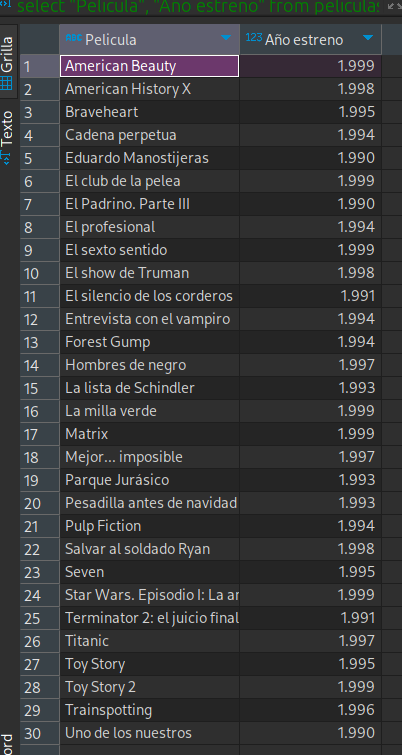 select "Pelicula", "Año estreno" from peliculas
Grilla
Texto
ord
ABC Pelicula 123 Año estreno
1 American Beauty 1.999
2 American History X 1.998
3 Braveheart 1.995
4 Cadena perpetua 1.994
5 Eduardo Manostijeras 1.990
6 El club de la pelea 1.999
7 El Padrino. Parte III 1.990
8 El profesional 1.994
9 El sexto sentido 1.999
10 El show de Truman 1.998
11 El silencio de los corderos 1.991
12 Entrevista con el vampiro 1.994
13 Forest Gump 1.994
14 Hombres de negro 1.997
15 La lista de Schindler 1.993
16 La milla verde 1.999
17 Matrix 1.999
18 Mejor... imposible 1.997
19 Parque Jurásico 1.993
20 Pesadilla antes de navidad 1.993
21 Pulp Fiction 1.994
22 Salvar al soldado Ryan 1.998
23 Seven 1.995
24 Star Wars. Episodio I: La ar 1.999
25 Terminator 2: el juicio final 1.991
26 Titanic 1.997
27 Toy Story 1.995
28 Toy Story 2 1.999
29 Trainspotting 1.996
30 Uno de los nuestros 1.990